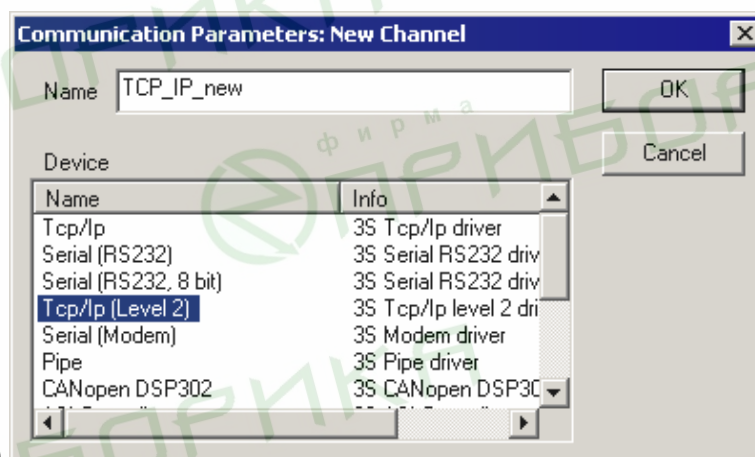 Communication Parameters: New Channel
Name TCP_IP_new OK
Device Cancel
Name Info
Tcp/Ip 3S Tcp/Ip driver
Serial (RS232) 3S Serial RS232 driv
Serial (RS232, 8 bit) 3S Serial RS232 driv
Tcp/Ip (Level 2) 3S Tcp/Ip level 2 dri
Serial (Modem) 3S Modem driver
Pipe 3S Pipe driver
CANopen DSP302 3S CANopen DSP30
фирма
ПРИБОРИКА